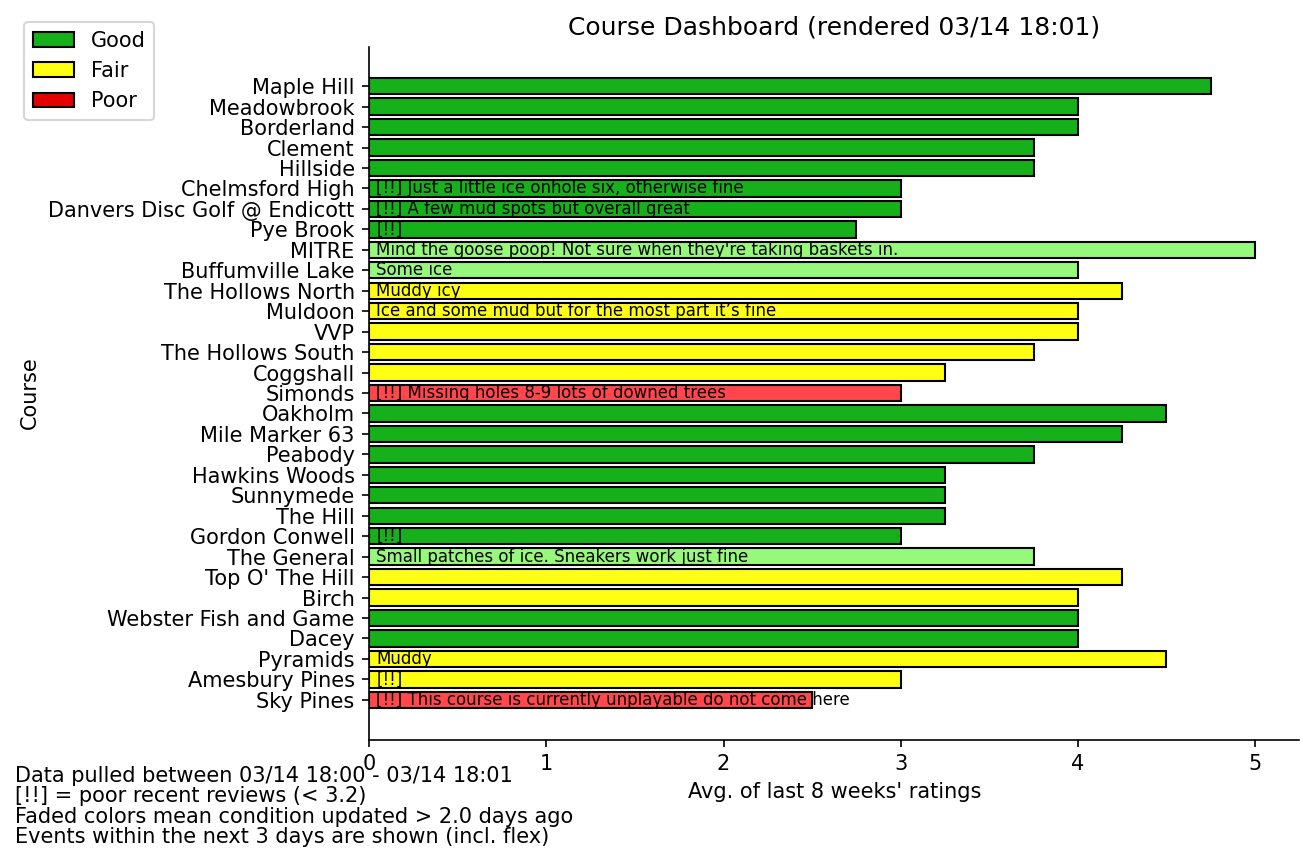 Course Dashboard (rendered 03/14 18:01)
Good
Fair
Poor
Course
Maple Hill
Meadowbrook
Borderland
Clement
Hillside
Chelmsford High [!!] Just a little ice onhole six, otherwise fine
Danvers Disc Golf @ Endicott [!!] A few mud spots but overall great
Pye Brook [!!]
MITRE Mind the goose poop! Not sure when they're taking baskets in.
Buffumville Lake Some ice
The Hollows North Muddy icy
Muldoon Ice and some mud but for the most part it’s fine
VVP
The Hollows South
Coggshall
Simonds [!!] Missing holes 8-9 lots of downed trees
Oakholm
Mile Marker 63
Peabody
Hawkins Woods
Sunnymede
The Hill
Gordon Conwell [!!]
The General Small patches of ice. Sneakers work just fine
Top O' The Hill
Birch
Webster Fish and Game
Dacey
Pyramids Muddy
Amesbury Pines [!!]
Sky Pines [!!] This course is currently unplayable do not come here
0 1 2 3 4 5
Avg. of last 8 weeks' ratings
Data pulled between 03/14 18:00 - 03/14 18:01
[!!] = poor recent reviews (< 3.2)
Faded colors mean condition updated > 2.0 days ago
Events within the next 3 days are shown (incl. flex)